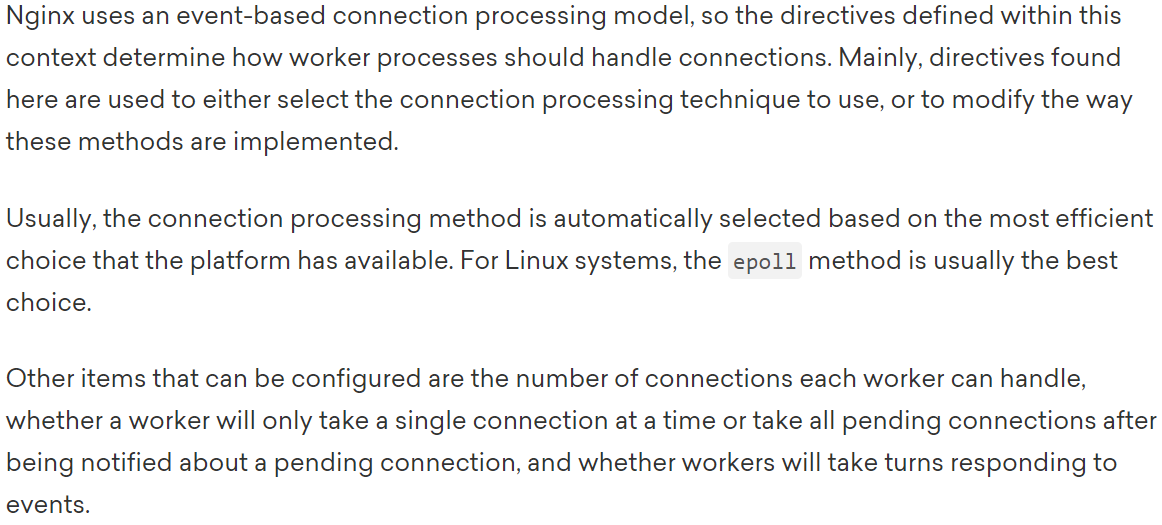 Nginx uses an event-based connection processing model, so the directives defined within this
context determine how worker processes should handle connections. Mainly, directives found
here are used to either select the connection processing technique to use, or to modify the way
these methods are implemented.
Usually, the connection processing method is automatically selected based on the most efficient
choice that the platform has available. For Linux systems, the epoll method is usually the best
choice.
Other items that can be configured are the number of connections each worker can handle,
whether a worker will only take a single connection at a time or take all pending connections after
being notified about a pending connection, and whether workers will take turns responding to
events.